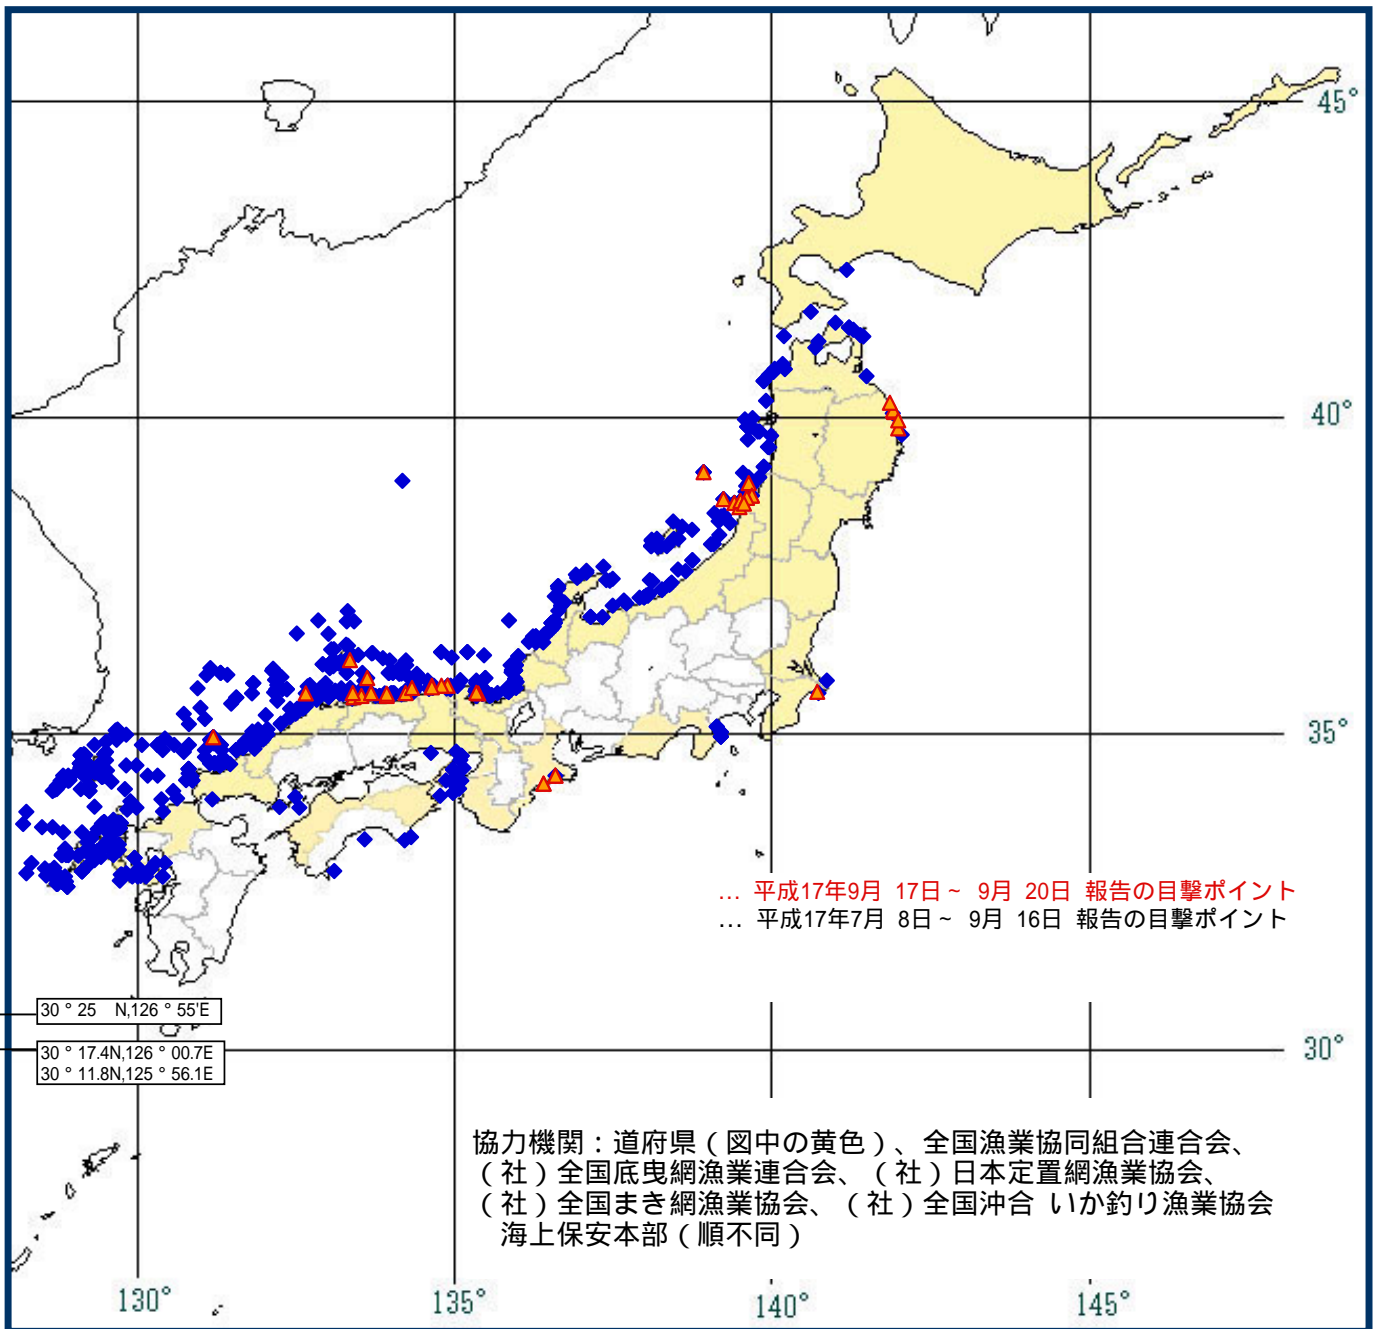 45°
40°
35°
… 平成17年9月 17日~ 9月 20日 報告の目撃ポイント
… 平成17年7月 8日~ 9月 16日 報告の目撃ポイント
30 ° 25 N,126 ° 55'E
30 ° 17.4N,126 ° 00.7E
30 ° 11.8N,125 ° 56.1E
30°
協力機関:道府県(図中の黄色)、全国漁業協同組合連合会、
(社)全国底曳網漁業連合会、(社)日本定置網漁業協会、
(社)全国まき網漁業協会、(社)全国沖合 いか釣り漁業協会
海上保安本部(順不同)
130° 135° 140° 145°